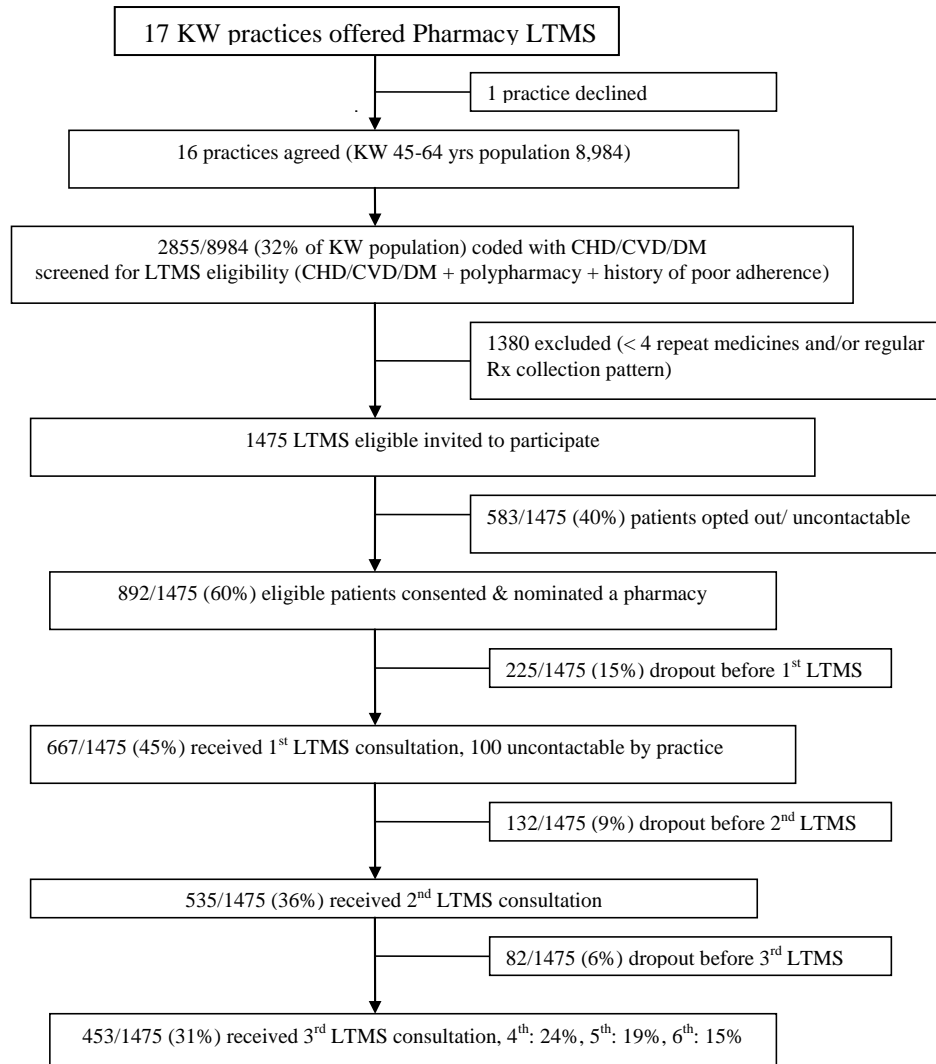 17 KW practices offered Pharmacy LTMS
1 practice declined
16 practices agreed (KW 45-64 yrs population 8,984)
2855/8984 (32% of KW population) coded with CHD/CVD/DM
screened for LTMS eligibility (CHD/CVD/DM + polypharmacy + history of poor adherence)
1380 excluded (< 4 repeat medicines and/or regular
Rx collection pattern)
1475 LTMS eligible invited to participate
583/1475 (40%) patients opted out/ uncontactable
892/1475 (60%) eligible patients consented & nominated a pharmacy
225/1475 (15%) dropout before 1st LTMS
667/1475 (45%) received 1st LTMS consultation, 100 uncontactable by practice
132/1475 (9%) dropout before 2nd LTMS
535/1475 (36%) received 2nd LTMS consultation
82/1475 (6%) dropout before 3rd LTMS
453/1475 (31%) received 3rd LTMS consultation, 4th: 24%, 5th: 19%, 6th: 15%